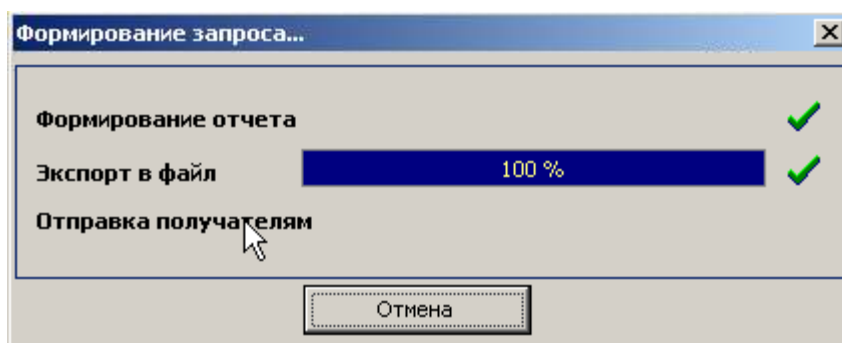 Формирование запроса...
Формирование отчета
Экспорт в файл 100 %
Отправка получателям
Отмена